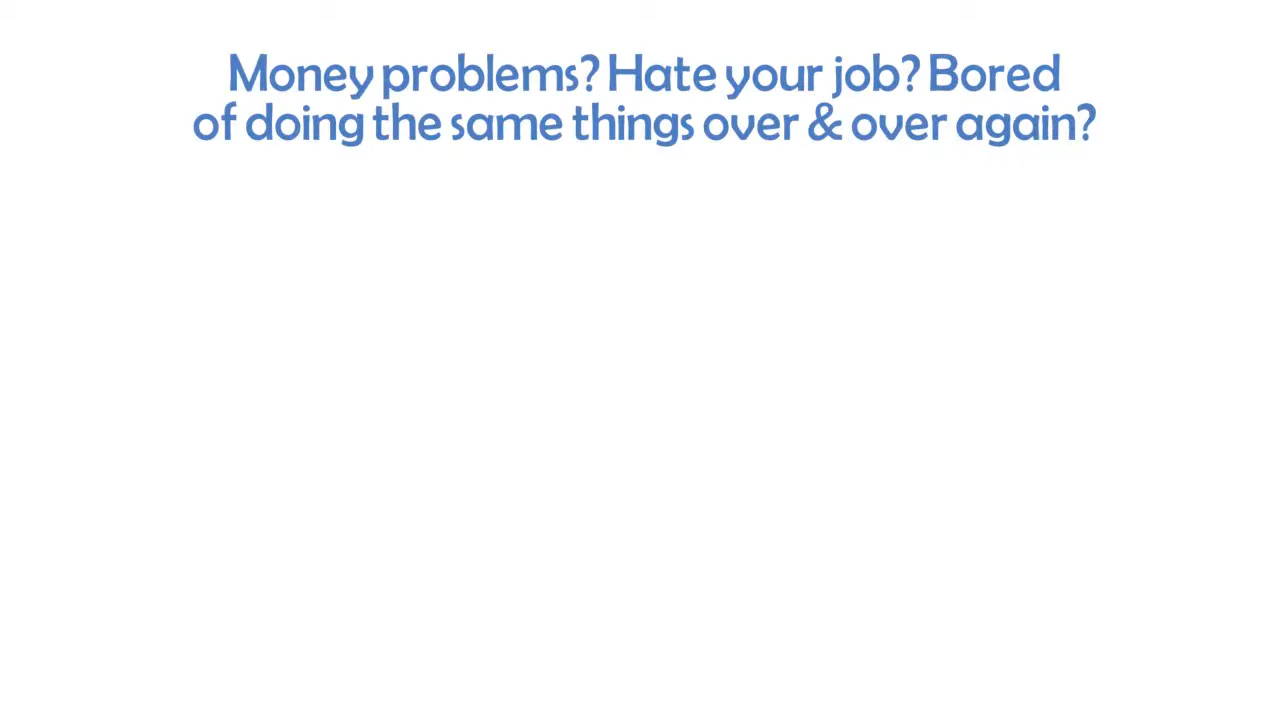 Money problems? Hate your job? Bored
of doing the same things over & over again?